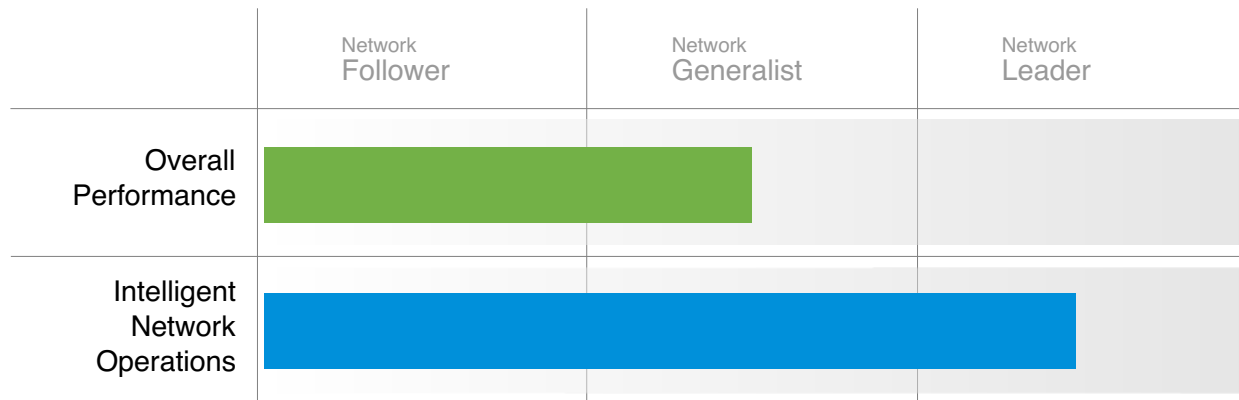 Network
Follower
Network
Generalist
Network
Leader
Overall
Performance
Intelligent
Network
Operations